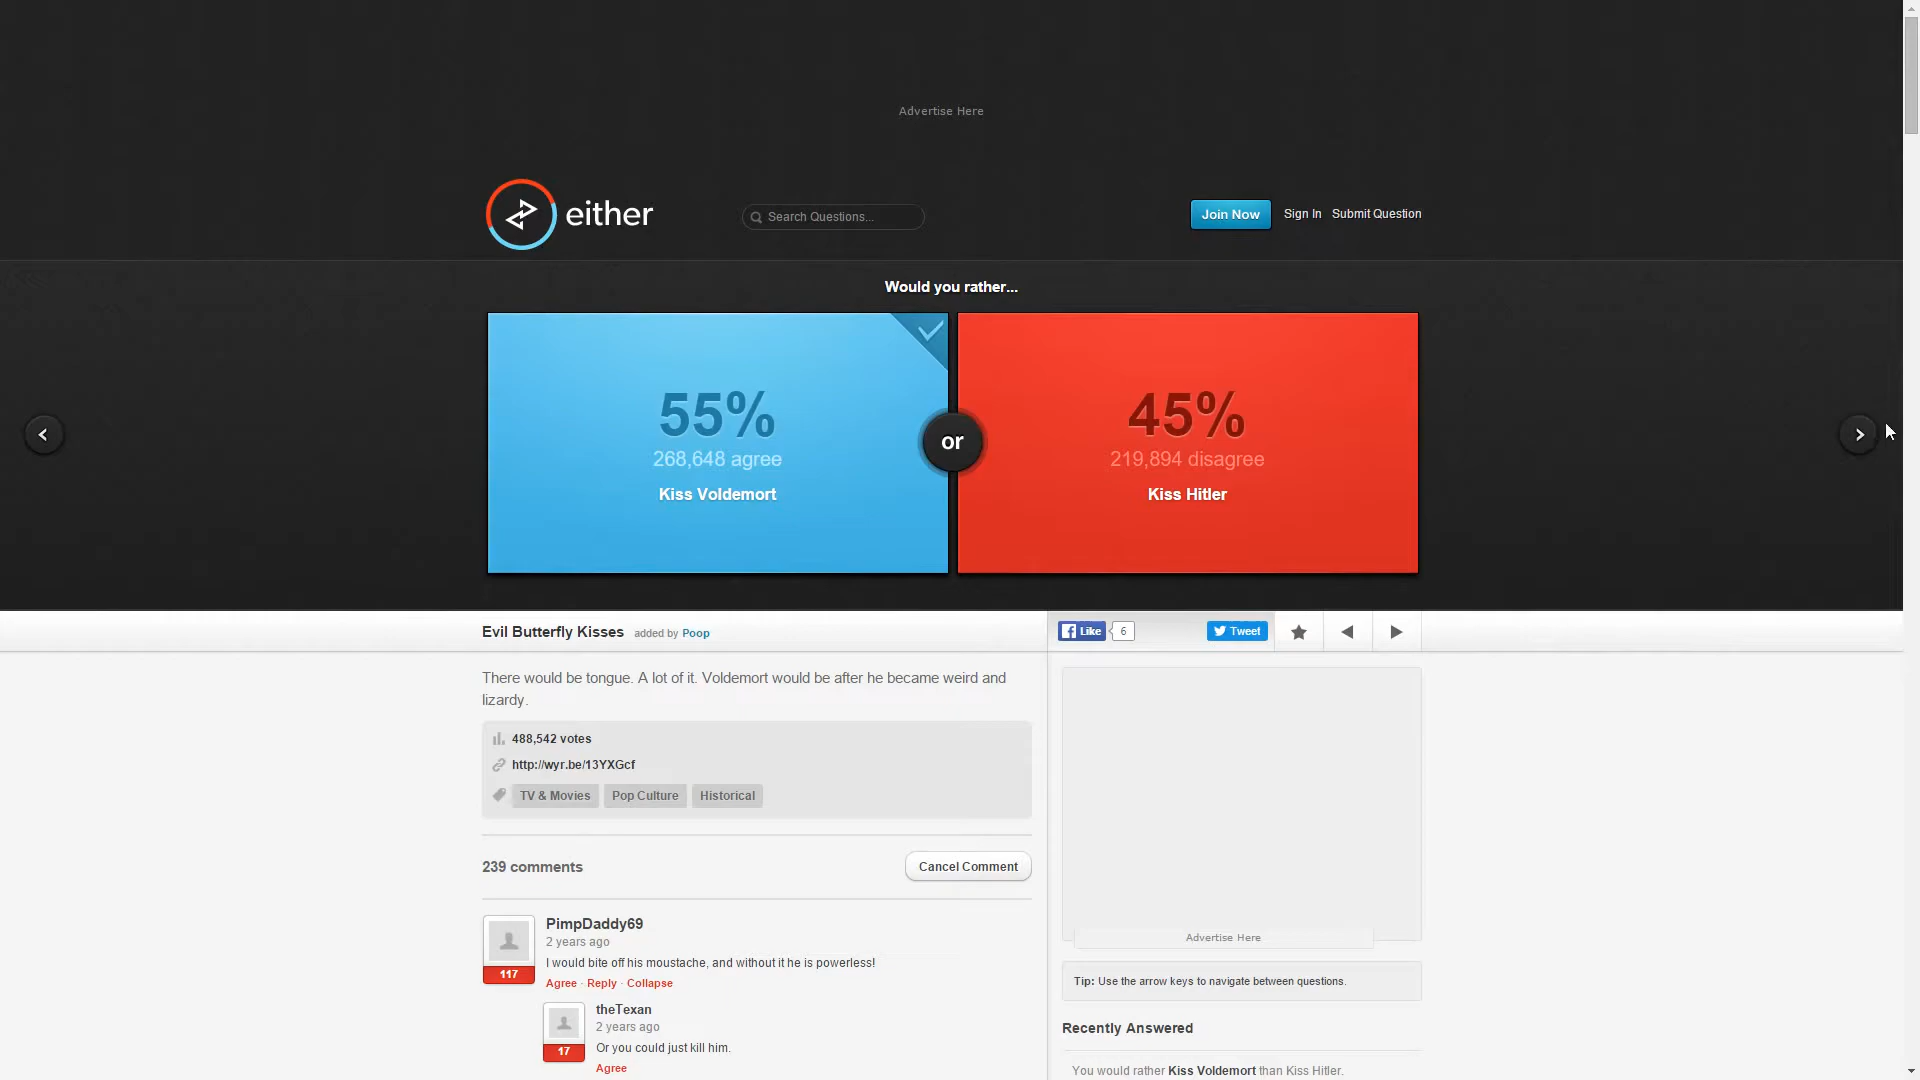 Advertise Here
either
Search Questions...
Join Now
Sign In
Submit Question
Would you rather...
55%
268,648 agree
Kiss Voldemort
or
45%
219,894 disagree
Kiss Hitler
Evil Butterfly Kisses added by Poop
Like 6
Tweet
There would be tongue. A lot of it. Voldemort would be after he became weird and
lizardy.
488,542 votes
http://wyr.be/13YXGcf
TV & Movies Pop Culture Historical
239 comments
Cancel Comment
PimpDaddy69
2 years ago
I would bite off his moustache, and without it he is powerless!
117
Agree · Reply · Collapse
theTexan
2 years ago
Or you could just kill him.
17
Agree
Advertise Here
Tip: Use the arrow keys to navigate between questions.
Recently Answered
You would rather Kiss Voldemort than Kiss Hitler.